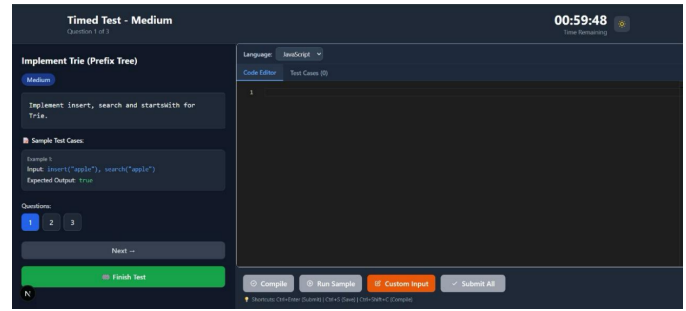 Timed Test - Medium
Question 1 of 3
00:59:48
Time Remaining
Implement Trie (Prefix Tree)
Medium
Implement insert, search and startsWith for
Trie.
Sample Test Cases:
Example 1:
Input: insert("apple"), search("apple")
Expected Output: true
Questions:
1 2 3
Next →
Finish Test
N
Language: JavaScript
Code Editor Test Cases (0)
1
Compile Run Sample Custom Input Submit All
Shortcuts: Ctrl+Enter (Submit) | Ctrl+S (Save) | Ctrl+Shift+C (Compile)